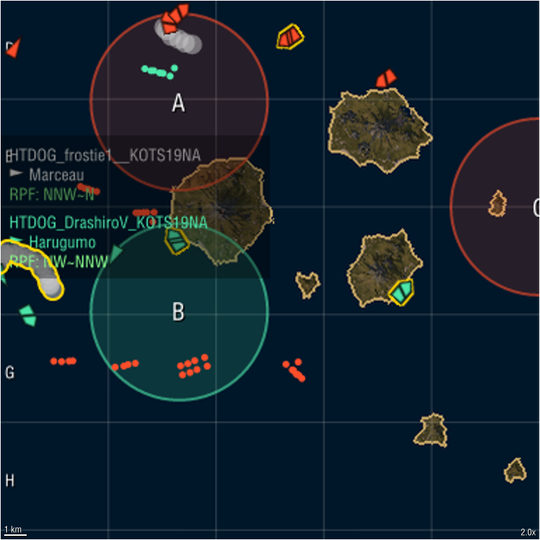 D
A
E
HTDOG_frostie1__KOTS19NA
Marceau
RPF: NNW~N
HTDOG_DrashiroV_KOTS19NA
Harugumo
RPF: NW~NNW
C
B
G
H
1 km
2.0x